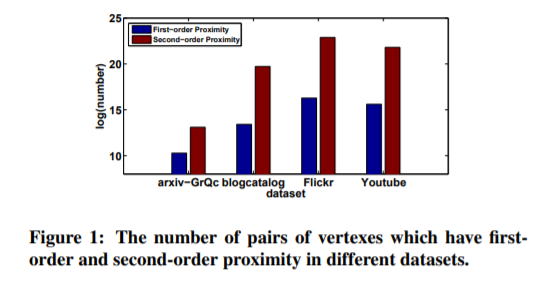 25
First-order Proximity
Second-order Proximity
20
15
10
log(number)
arxiv-GrQc blogcatalog Flickr Youtube
dataset
Figure 1: The number of pairs of vertexes which have first-
order and second-order proximity in different datasets.